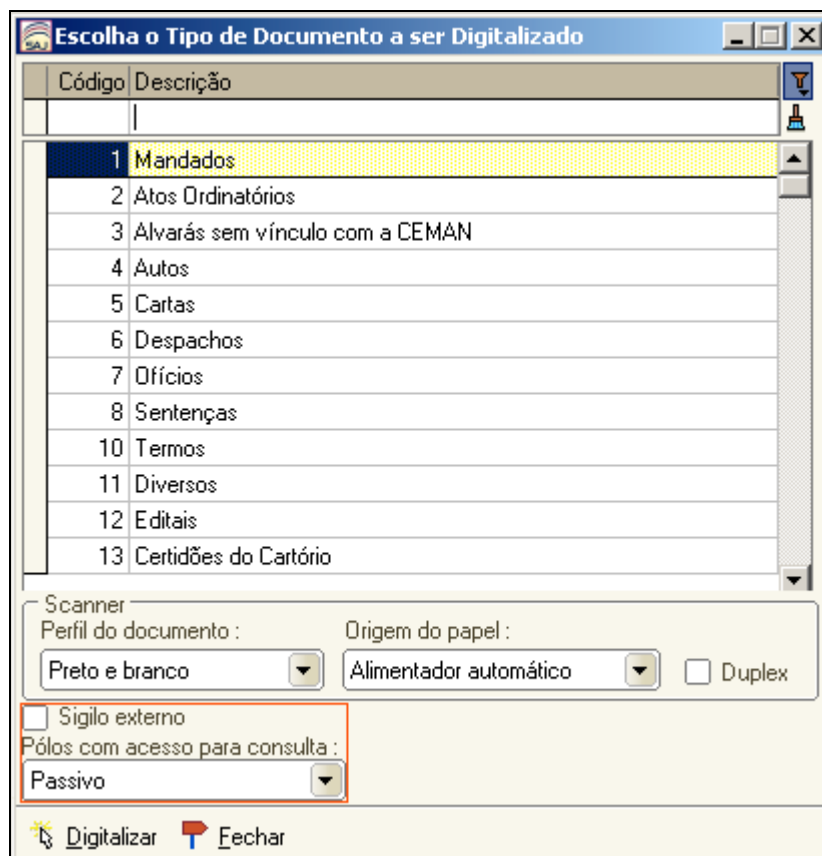 SAJ Escolha o Tipo de Documento a ser Digitalizado
Código Descrição
1 Mandados
2 Atos Ordinatórios
3 Alvarás sem vínculo com a CEMAN
4 Autos
5 Cartas
6 Despachos
7 Ofícios
8 Sentenças
10 Termos
11 Diversos
12 Editais
13 Certidões do Cartório
Scanner
Perfil do documento : Origem do papel :
Preto e branco Alimentador automático Duplex
Sigilo externo
Pólos com acesso para consulta :
Passivo
Digitalizar Fechar